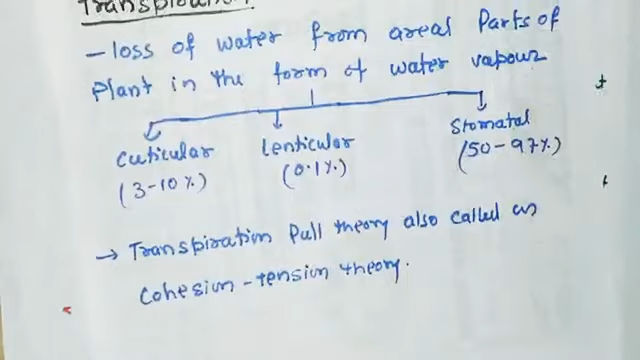 Transpiration
- loss of water from areal Parts of
Plant in the form of water vapour
Cuticular
(3-10%)
Lenticular
(0.1%)
Stomatal
(50-97%)
→ Transpiration Pull theory also called as
Cohesion - tension theory.